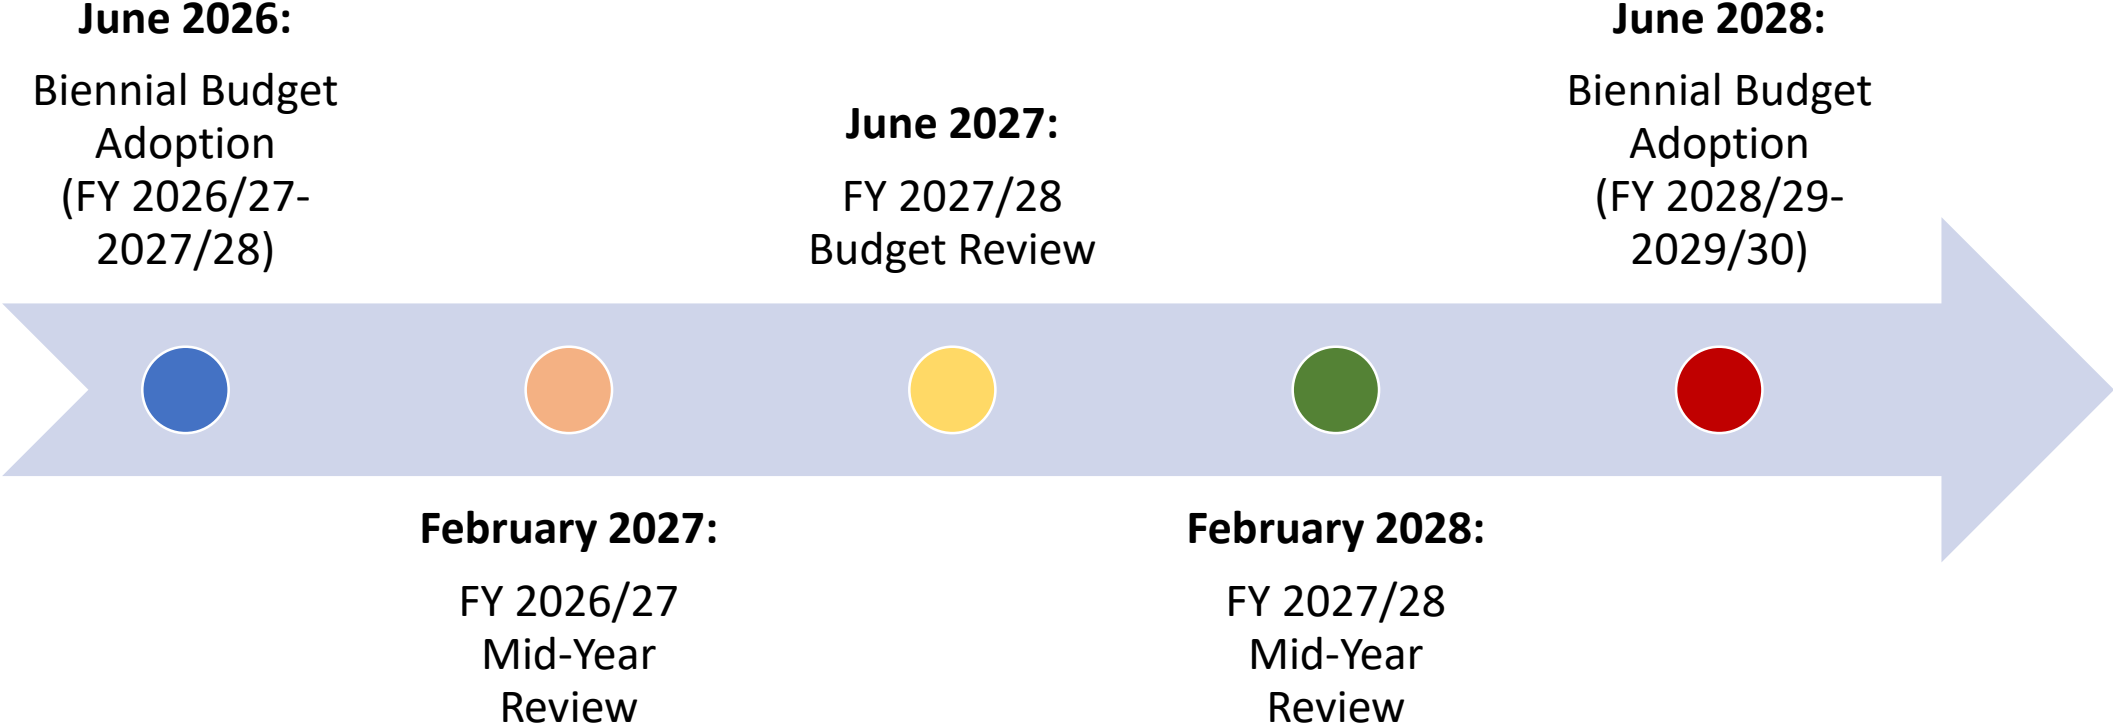 June 2026:
Biennial Budget
Adoption
(FY 2026/27-
2027/28)
February 2027:
FY 2026/27
Mid-Year
Review
June 2027:
FY 2027/28
Budget Review
February 2028:
FY 2027/28
Mid-Year
Review
June 2028:
Biennial Budget
Adoption
(FY 2028/29-
2029/30)